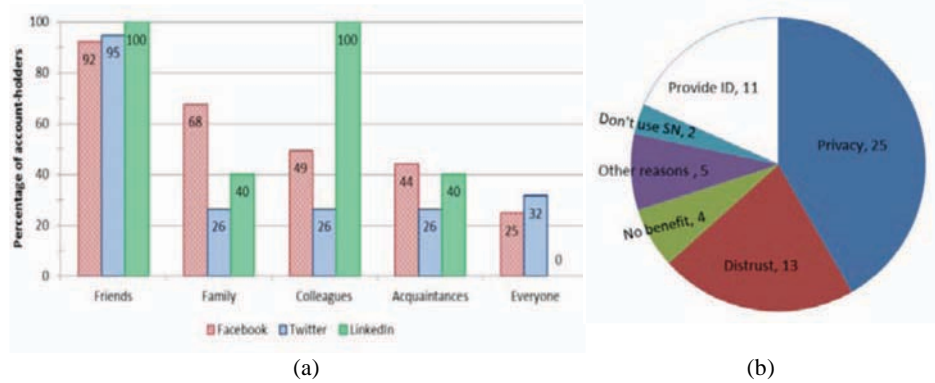 100
80
60
40
20
0
Percentage of account-holders
92
95
100
68
26
40
49
26
100
44
26
40
25
32
0
Friends
Family
Colleagues
Acquaintances
Everyone
Facebook
Twitter
LinkedIn
(a)
Provide ID, 11
Don't use SN, 2
Other reasons , 5
No benefit, 4
Distrust, 13
Privacy, 25
(b)